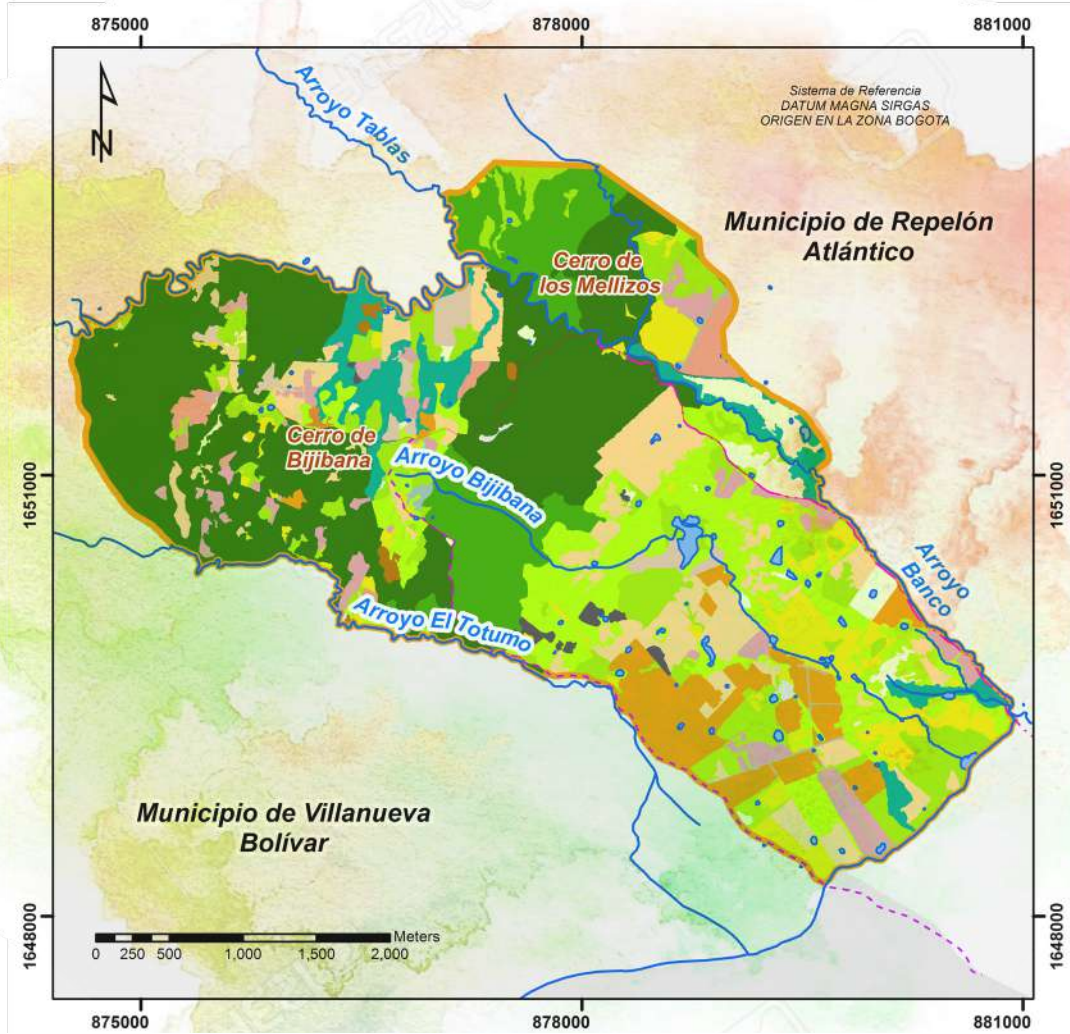 875000
878000
881000
Sistema de Referencia
DATUM MAGNA SIRGAS
ORIGEN EN LA ZONA BOGOTA
N
Arroyo Tablas
Municipio de Repelón
Atlántico
Cerro de
los Mellizos
Cerro de
Bijibana
Arroyo Bijibana
1651000
1651000
Arroyo
Banco
Arroyo El Totumo
Municipio de Villanueva
Bolívar
1648000
1648000
Meters
0 250 500 1.000 1,500 2,000
875000
878000
881000